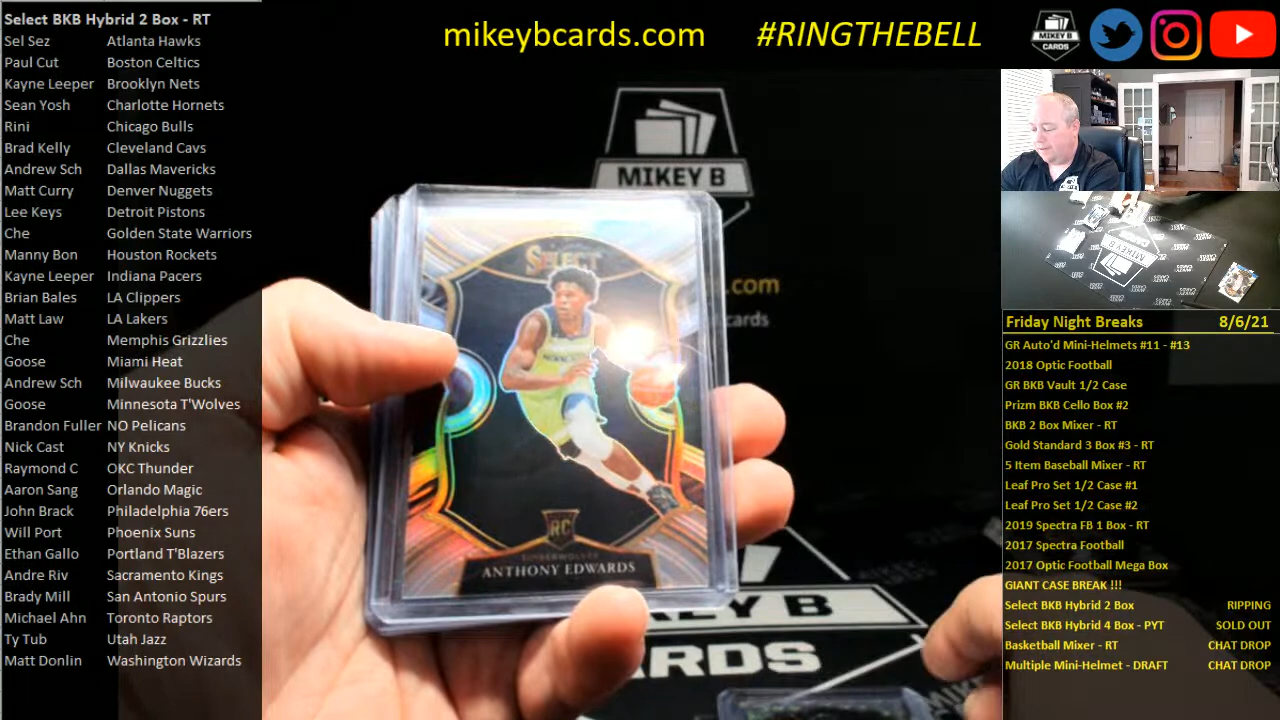 Select BKB Hybrid 2 Box - RT
Sel Sez Atlanta Hawks
Paul Cut Boston Celtics
Kayne Leeper Brooklyn Nets
Sean Yosh Charlotte Hornets
Rini Chicago Bulls
Brad Kelly Cleveland Cavs
Andrew Sch Dallas Mavericks
Matt Curry Denver Nuggets
Lee Keys Detroit Pistons
Che Golden State Warriors
Manny Bon Houston Rockets
Kayne Leeper Indiana Pacers
Brian Bales LA Clippers
Matt Law LA Lakers
Che Memphis Grizzlies
Goose Miami Heat
Andrew Sch Milwaukee Bucks
Goose Minnesota T'Wolves
Brandon Fuller NO Pelicans
Nick Cast NY Knicks
Raymond C OKC Thunder
Aaron Sang Orlando Magic
John Brack Philadelphia 76ers
Will Port Phoenix Suns
Ethan Gallo Portland T'Blazers
Andre Riv Sacramento Kings
Brady Mill San Antonio Spurs
Michael Ahn Toronto Raptors
Ty Tub Utah Jazz
Matt Donlin Washington Wizards
mikeybcards.com #RINGTHEBELL
MIKEY B
CARDS
MIKEY B
.com
cards
SELECT
RC
TIMBERWOLVES
ANTHONY EDWARDS
EY B
RDS
MIKEY B
CARDS
Friday Night Breaks 8/6/21
GR Auto'd Mini-Helmets #11 - #13
2018 Optic Football
GR BKB Vault 1/2 Case
Prizm BKB Cello Box #2
BKB 2 Box Mixer - RT
Gold Standard 3 Box #3 - RT
5 Item Baseball Mixer - RT
Leaf Pro Set 1/2 Case #1
Leaf Pro Set 1/2 Case #2
2019 Spectra FB 1 Box - RT
2017 Spectra Football
2017 Optic Football Mega Box
GIANT CASE BREAK !!!
Select BKB Hybrid 2 Box RIPPING
Select BKB Hybrid 4 Box - PYT SOLD OUT
Basketball Mixer - RT CHAT DROP
Multiple Mini-Helmet - DRAFT CHAT DROP